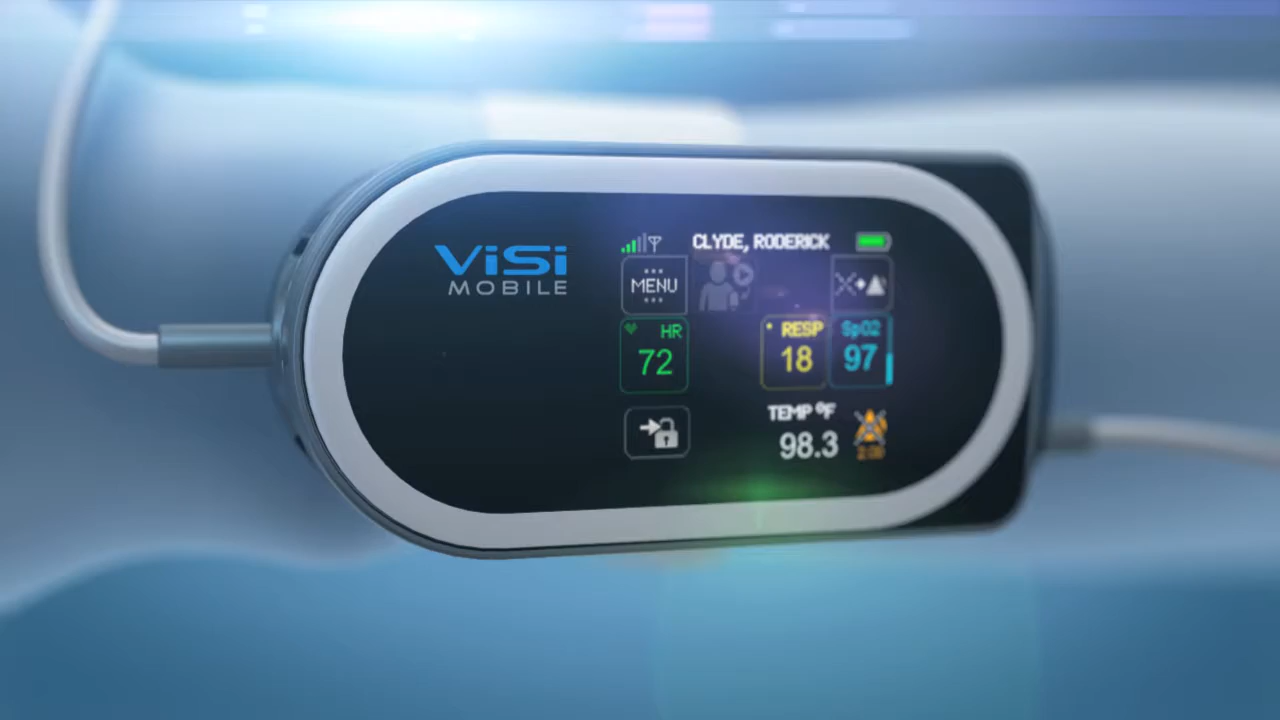 ViSi
MOBILE
CLYDE, RODERICK
MENU
HR
72
RESP
18
SpO2
97
TEMP °F
98.3